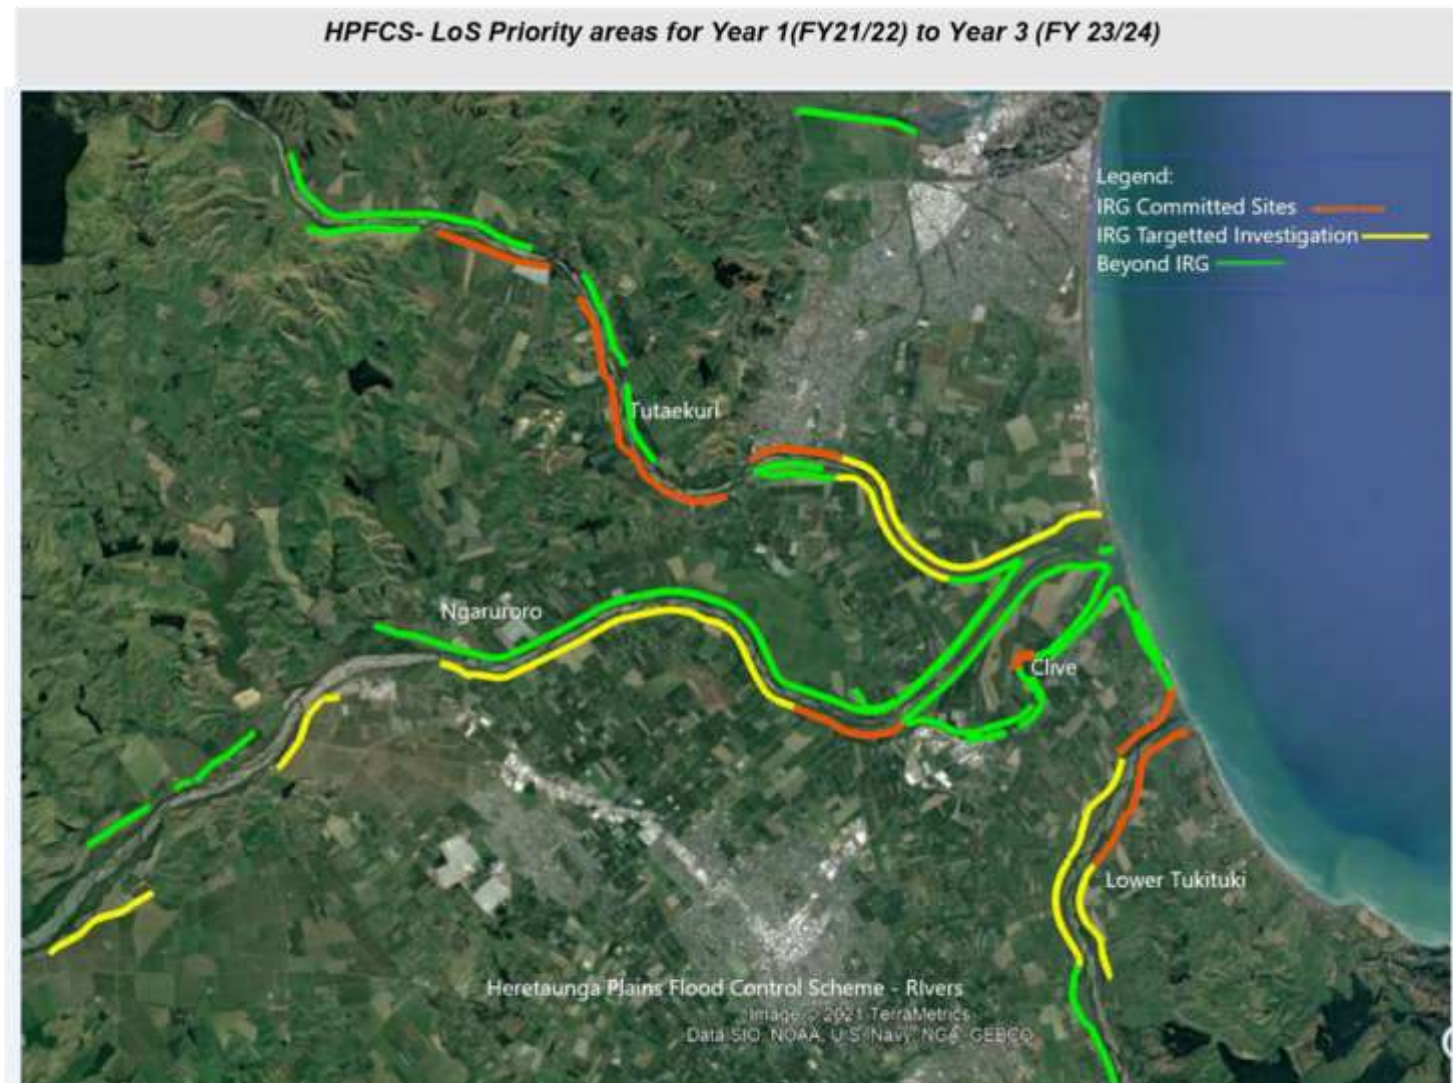 HPFCS- LoS Priority areas for Year 1(FY21/22) to Year 3 (FY 23/24)
Legend:
IRG Committed Sites
IRG Targetted Investigation
Beyond IRG
Tutaekuri
Ngaruroro
Clive
Lower Tukituki
Heretaunga Plains Flood Control Scheme - RIvers
Image © 2021 TerraMetrics
Data SIO, NOAA, U.S. Navy, NGA, GEBCO